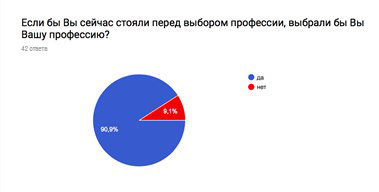 Если бы Вы сейчас стояли перед выбором профессии, выбрали бы Вы
Вашу профессию?
42 ответа
да
нет
9,1%
90,9%